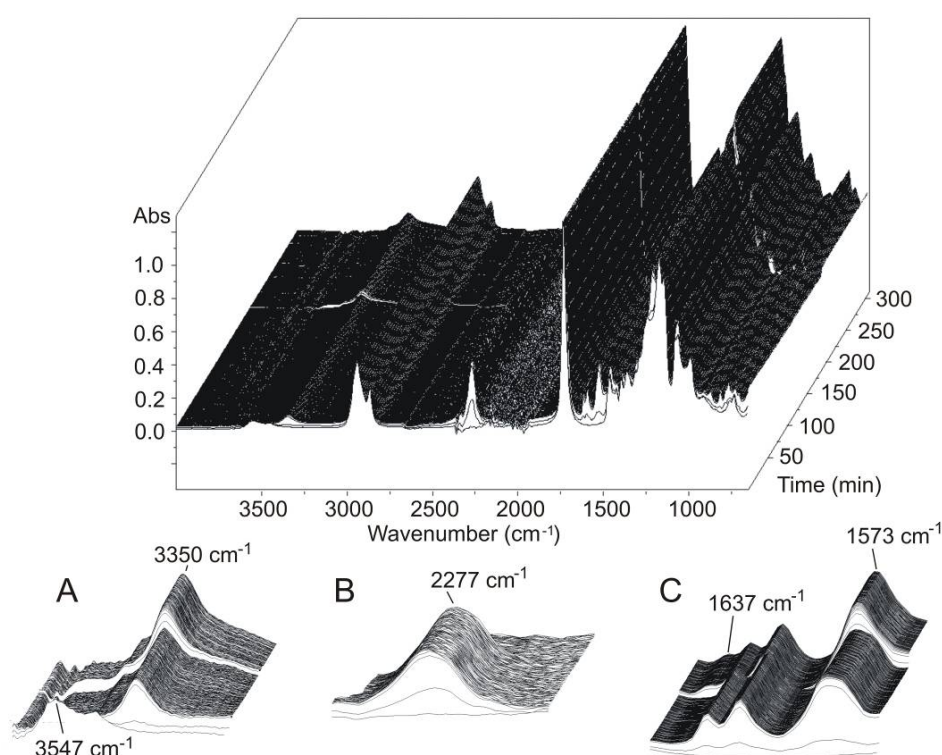 Abs
1.0
0.8
0.6
0.4
0.2
0.0
300
250
200
150
100
50
Time (min)
3500 3000 2500 2000 1500 1000
Wavenumber (cm-1)
A
3350 cm-1
3547 cm-1
B
2277 cm-1
C
1637 cm-1
1573 cm-1